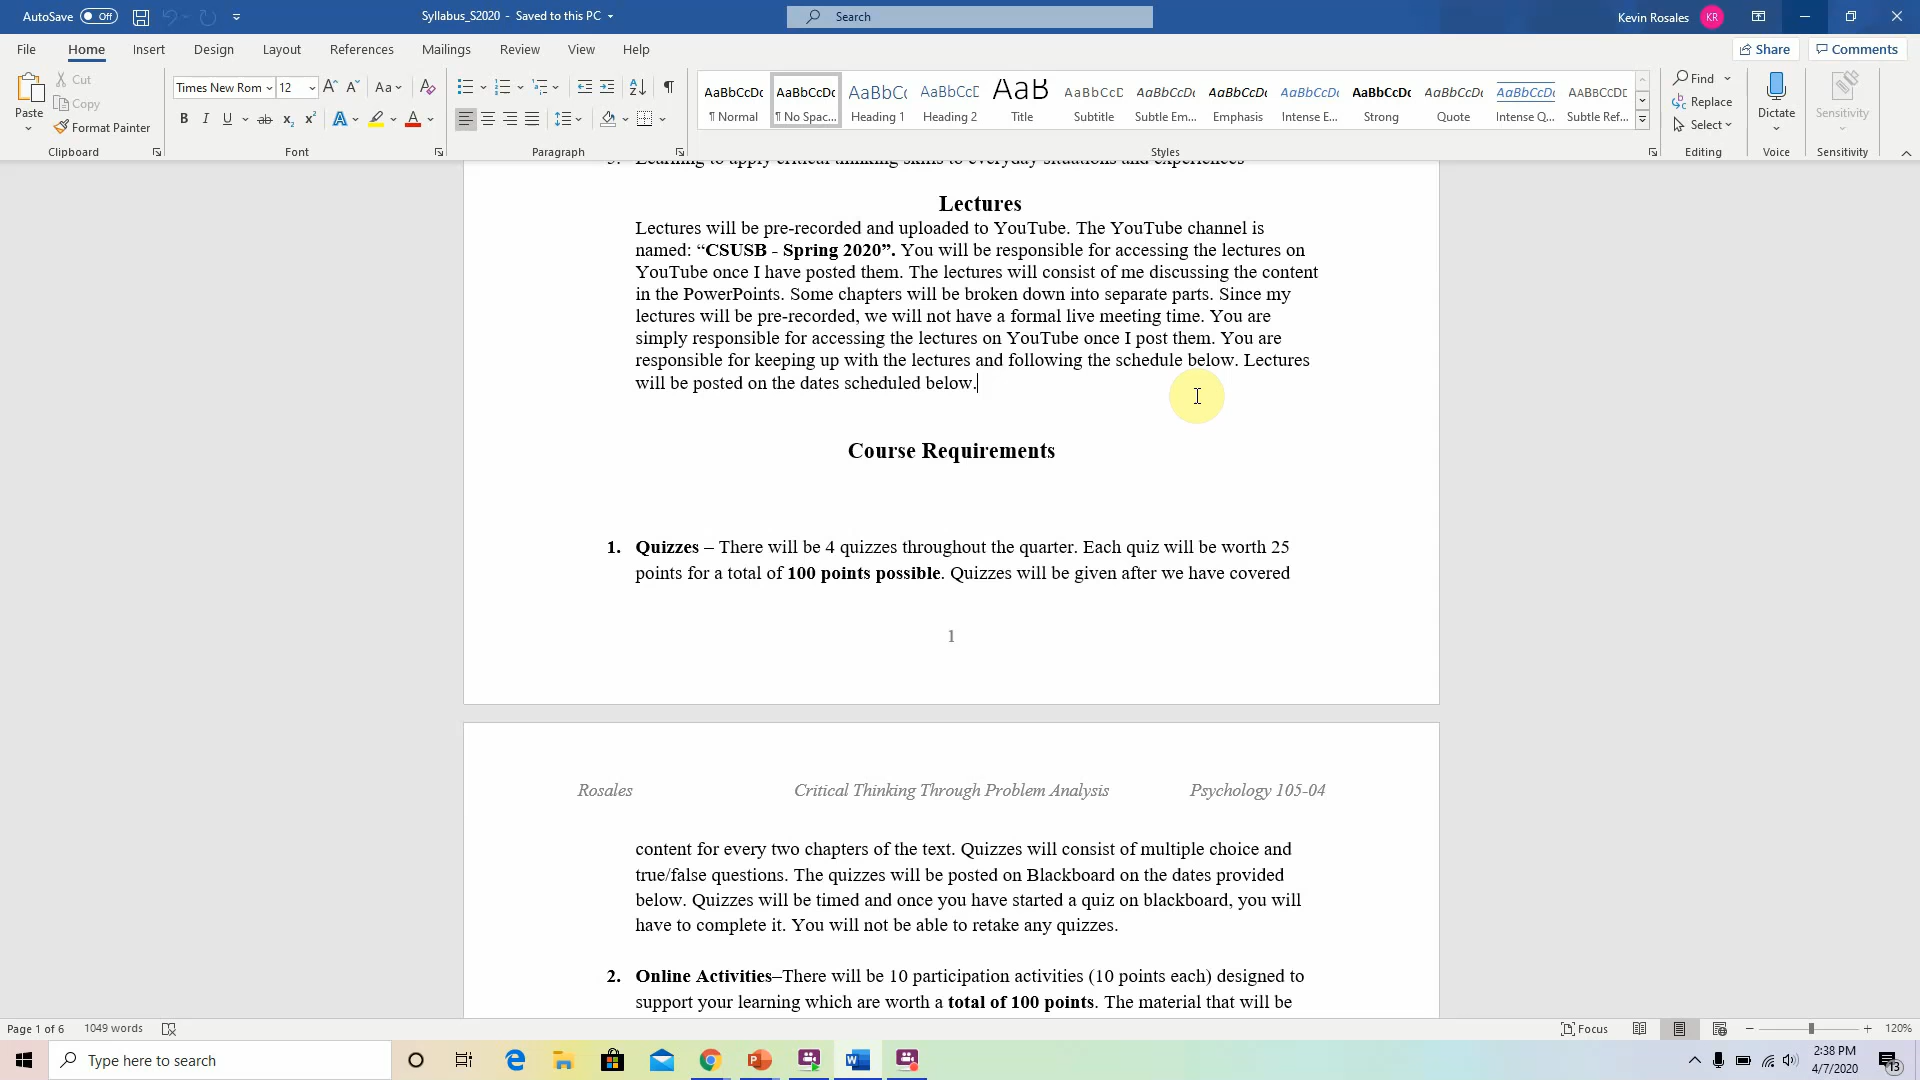 AutoSave Off Syllabus_S2020 - Saved to this PC Search Kevin Rosales KR
File Home Insert Design Layout References Mailings Review View Help Share Comments
Paste Cut Copy Format Painter
Times New Rom 12 Aa
B I U ab x₂ x² A A
AaBbCcDc AaBbCcDc AaBbCc AaBbCcD AaB AaBbCcD AaBbCcDc AaBbCcDc AaBbCcDc AaBbCcDc AaBbCcDc AaBbCcDc AABBCCDE
¶ Normal ¶ No Spac... Heading 1 Heading 2 Title Subtitle Subtle Em... Emphasis Intense E... Strong Quote Intense Q... Subtle Ref...
Find Replace Select Dictate Sensitivity
Clipboard Font Paragraph Styles Editing Voice Sensitivity
Learning to apply critical thinking skills to everyday situations and experiences
Lectures
Lectures will be pre-recorded and uploaded to YouTube. The YouTube channel is
named: “CSUSB - Spring 2020”. You will be responsible for accessing the lectures on
YouTube once I have posted them. The lectures will consist of me discussing the content
in the PowerPoints. Some chapters will be broken down into separate parts. Since my
lectures will be pre-recorded, we will not have a formal live meeting time. You are
simply responsible for accessing the lectures on YouTube once I post them. You are
responsible for keeping up with the lectures and following the schedule below. Lectures
will be posted on the dates scheduled below.
Course Requirements
1. Quizzes – There will be 4 quizzes throughout the quarter. Each quiz will be worth 25
points for a total of 100 points possible. Quizzes will be given after we have covered
1
Rosales Critical Thinking Through Problem Analysis Psychology 105-04
content for every two chapters of the text. Quizzes will consist of multiple choice and
true/false questions. The quizzes will be posted on Blackboard on the dates provided
below. Quizzes will be timed and once you have started a quiz on blackboard, you will
have to complete it. You will not be able to retake any quizzes.
2. Online Activities–There will be 10 participation activities (10 points each) designed to
support your learning which are worth a total of 100 points. The material that will be
Page 1 of 6 1049 words Focus 120%
Type here to search 2:38 PM
4/7/2020 13